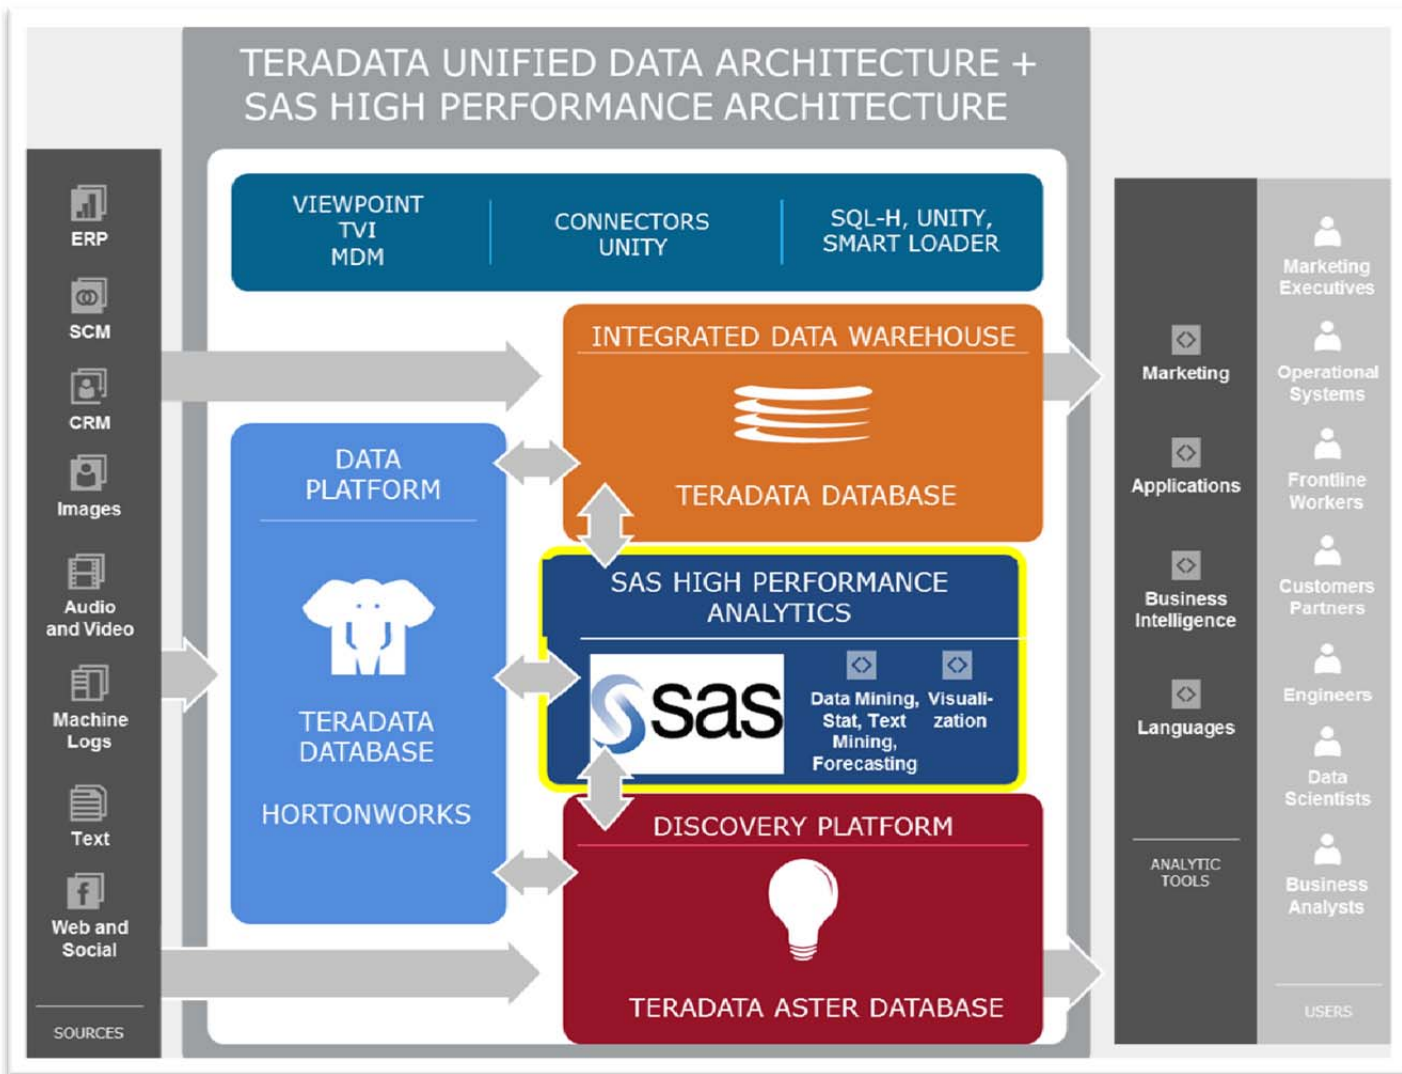 TERADATA UNIFIED DATA ARCHITECTURE +
SAS HIGH PERFORMANCE ARCHITECTURE
ERP
SCM
CRM
Images
Audio
and Video
Machine
Logs
Text
Web and
Social
SOURCES
VIEWPOINT
TVI
MDM
CONNECTORS
UNITY
SQL-H, UNITY,
SMART LOADER
DATA
PLATFORM
TERADATA
DATABASE
HORTONWORKS
INTEGRATED DATA WAREHOUSE
TERADATA DATABASE
SAS HIGH PERFORMANCE
ANALYTICS
sas
Data Mining,
Stat, Text
Mining,
Forecasting
Visuali-
zation
DISCOVERY PLATFORM
TERADATA ASTER DATABASE
Marketing
Applications
Business
Intelligence
Languages
ANALYTIC
TOOLS
Marketing
Executives
Operational
Systems
Frontline
Workers
Customers
Partners
Engineers
Data
Scientists
Business
Analysts
USERS